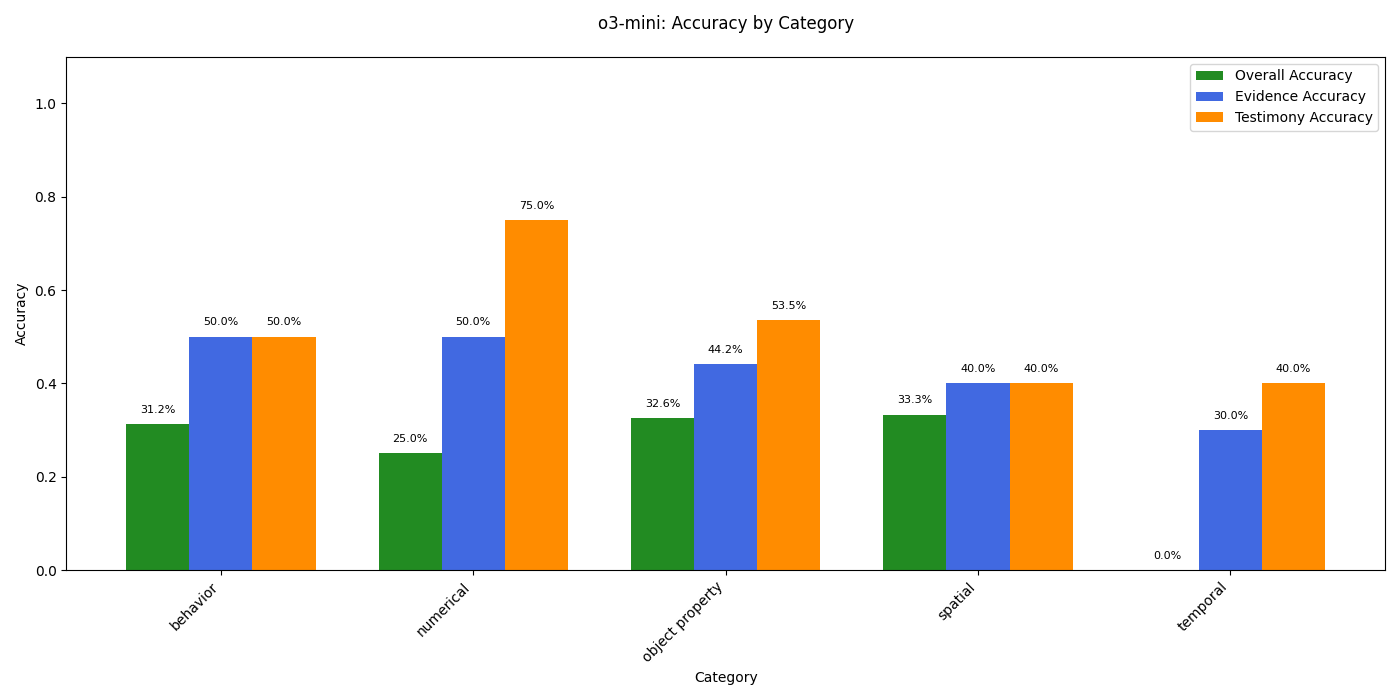 o3-mini: Accuracy by Category
Overall Accuracy
Evidence Accuracy
Testimony Accuracy
Accuracy
1.0
0.8
0.6
0.4
0.2
0.0
31.2%
50.0%
50.0%
25.0%
50.0%
75.0%
32.6%
44.2%
53.5%
33.3%
40.0%
40.0%
0.0%
30.0%
40.0%
behavior
numerical
object property
spatial
temporal
Category